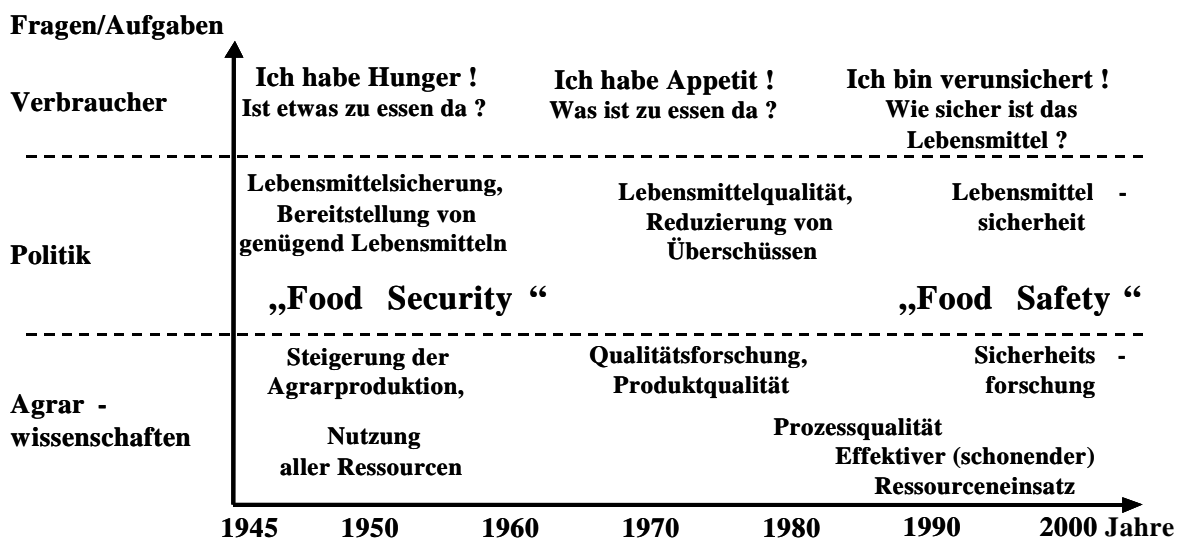 Fragen/Aufgaben
Verbraucher
Ich habe Hunger !
Ist etwas zu essen da ?
Ich habe Appetit !
Was ist zu essen da ?
Ich bin verunsichert !
Wie sicher ist das
Lebensmittel ?
Politik
Lebensmittelsicherung,
Bereitstellung von
genügend Lebensmitteln
Lebensmittelqualität,
Reduzierung von
Überschüssen
Lebensmittel -
sicherheit
„Food Security “
„Food Safety “
Agrar -
wissenschaften
Steigerung der
Agrarproduktion,
Nutzung
aller Ressourcen
Qualitätsforschung,
Produktqualität
Sicherheits -
forschung
Prozessqualität
Effektiver (schonender)
Ressourceneinsatz
1945 1950 1960 1970 1980 1990 2000 Jahre